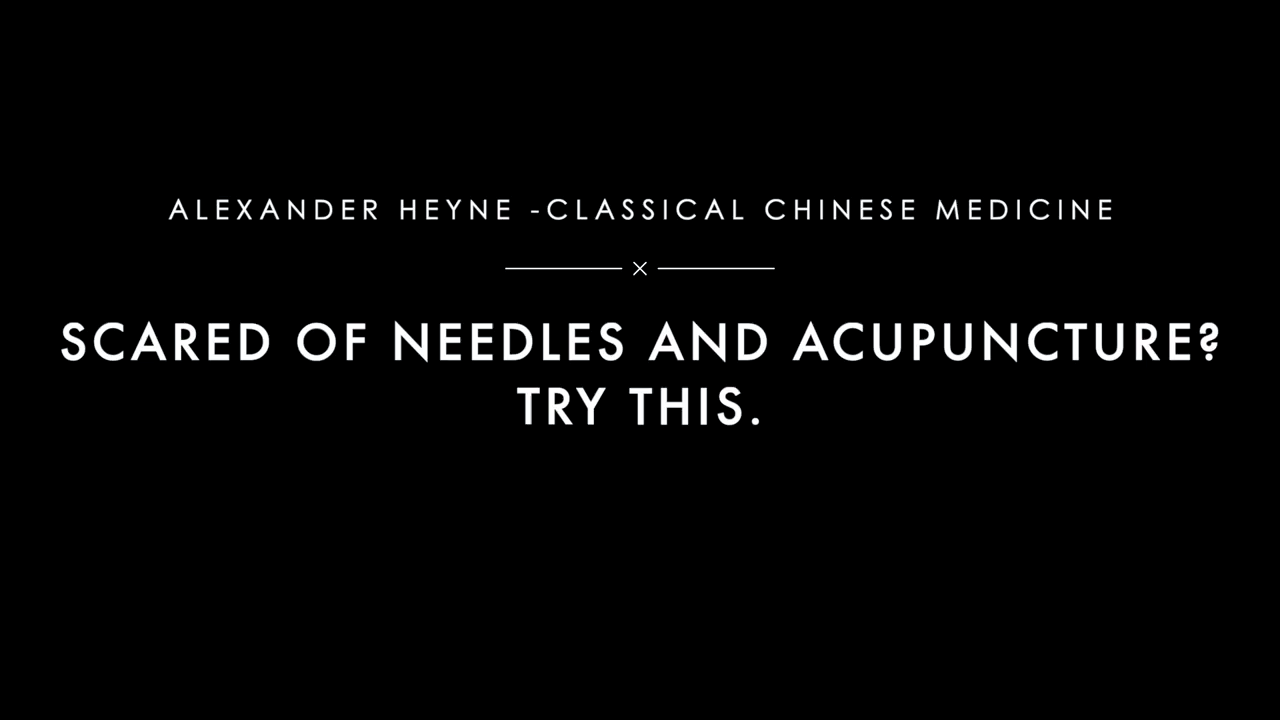 ALEXANDER HEYNE -CLASSICAL CHINESE MEDICINE
SCARED OF NEEDLES AND ACUPUNCTURE?
TRY THIS.